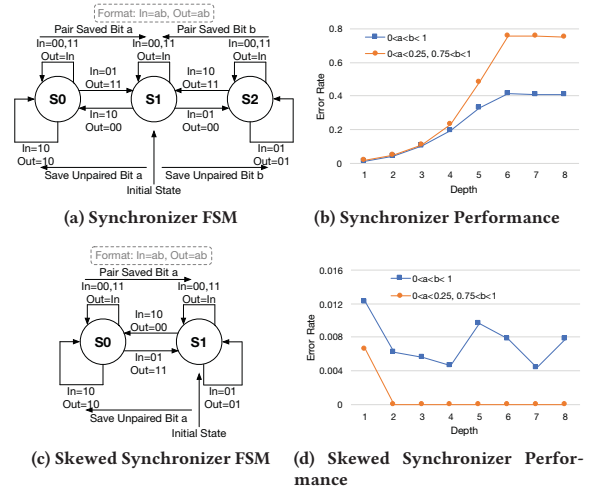 Format: In=ab, Out=ab
Pair Saved Bit a Pair Saved Bit b
In=00,11 In=00,11 In=00,11
Out=In Out=In Out=In
In=01 In=10
Out=11 Out=11
S0 S1 S2
In=10 In=01
Out=00 Out=00
In=10 In=01
Out=10 Out=01
Save Unpaired Bit a Save Unpaired Bit b
Initial State
(a) Synchronizer FSM
0.8
0.6
0.4
0.2
0
Error Rate
0<a<b< 1
0<a<0.25, 0.75<b<1
1 2 3 4 5 6 7 8
Depth
(b) Synchronizer Performance
Format: In=ab, Out=ab
Pair Saved Bit a
In=00,11 In=00,11
Out=In Out=In
In=10
Out=00
S0 S1
In=01
Out=11
In=10 In=01
Out=10 Out=01
Save Unpaired Bit a
Initial State
(c) Skewed Synchronizer FSM
0.016
0.012
0.008
0.004
0
Error Rate
0<a<b< 1
0<a<0.25, 0.75<b<1
1 2 3 4 5 6 7 8
Depth
(d) Skewed Synchronizer Perfor-
mance